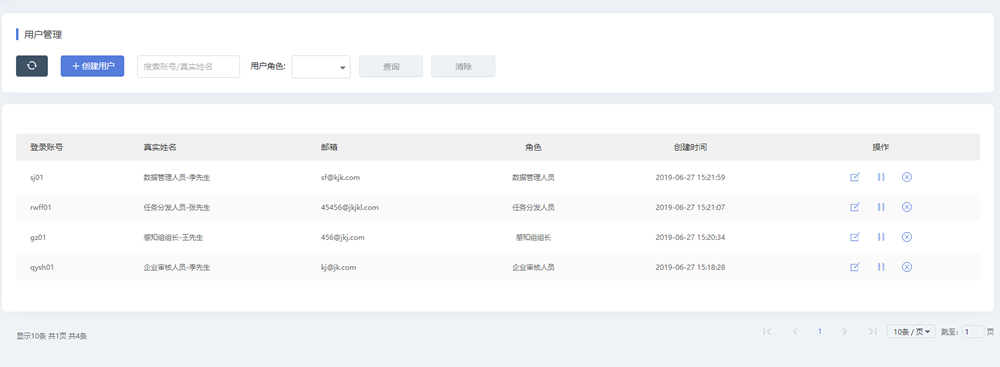 用户管理
+ 创建用户 搜索账号/真实姓名 用户角色: 查询 清除
登录账号 真实姓名 邮箱 角色 创建时间 操作
sj01 数据管理人员-李先生 sf@kjk.com 数据管理人员 2019-06-27 15:21:59
rwff01 任务分发人员-张先生 45456@jkjkl.com 任务分发人员 2019-06-27 15:21:07
gz01 感知组组长-王先生 456@jkj.com 感知组组长 2019-06-27 15:20:34
qysh01 企业审核人员-李先生 kj@jk.com 企业审核人员 2019-06-27 15:18:28
显示10条 共1页 共4条 1 10条 / 页 跳至: 1 页